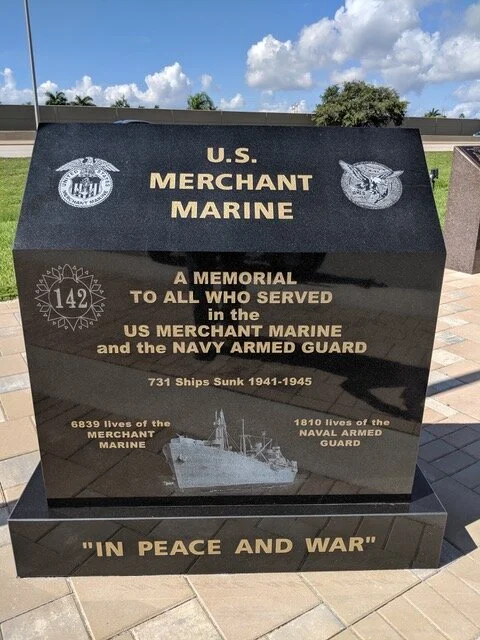 U.S.
MERCHANT
MARINE
142
A MEMORIAL
TO ALL WHO SERVED
in the
US MERCHANT MARINE
and the NAVY ARMED GUARD
731 Ships Sunk 1941-1945
6839 lives of the
MERCHANT
MARINE
1810 lives of the
NAVAL ARMED
GUARD
"IN PEACE AND WAR"